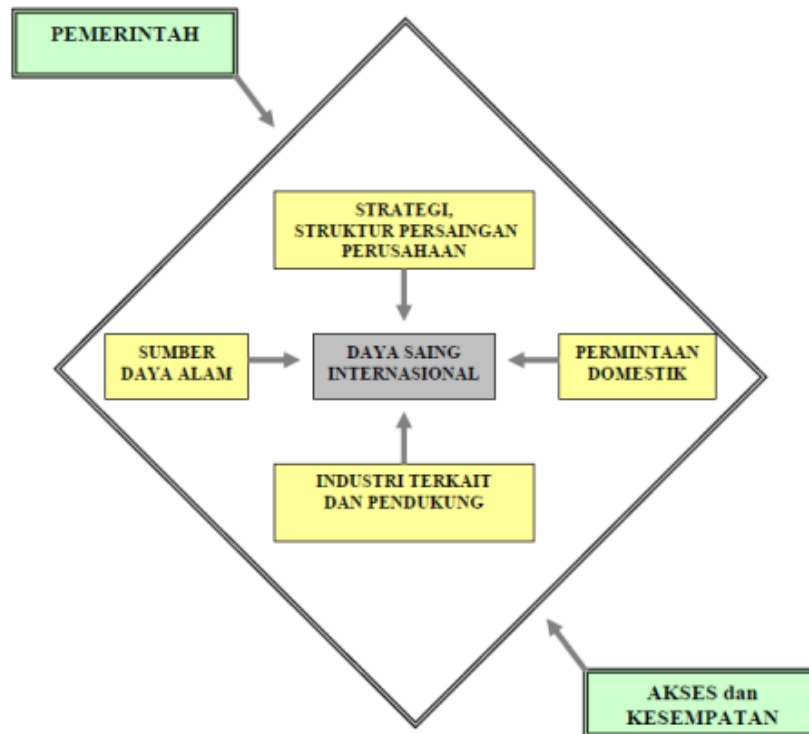 PEMERINTAH
STRATEGI,
STRUKTUR PERSAINGAN
PERUSAHAAN
SUMBER
DAYA ALAM
DAYA SAING
INTERNASIONAL
PERMINTAAN
DOMESTIK
INDUSTRI TERKAIT
DAN PENDUKUNG
AKSES dan
KESEMPATAN